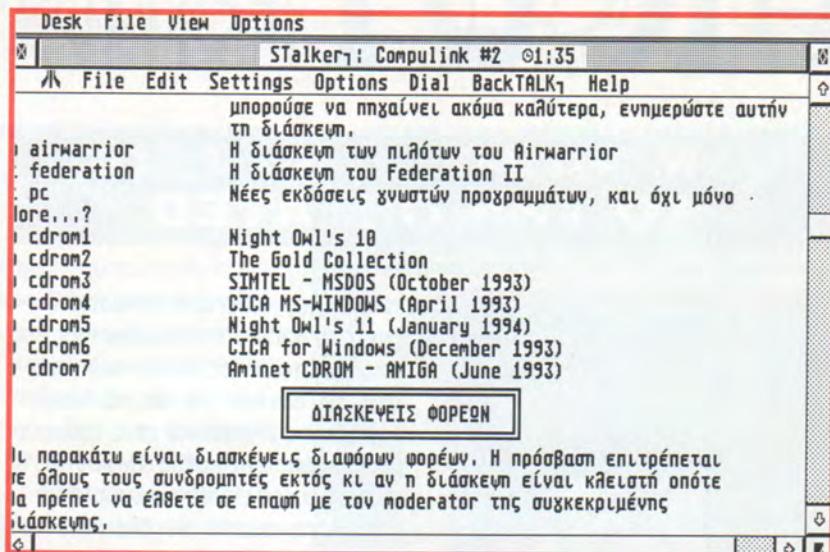 Desk File View Options
STalker┐: Compulink #2 ⊙1:35
File Edit Settings Options Dial BackTALK┐ Help
μπορούσε να πηγαίνει ακόμα καλύτερα, ενημερώστε αυτήν
τη διάσκεψη.
airwarrior Η διάσκεψη των πιλότων του Airwarrior
federation Η διάσκεψη του Federation II
pc Νέες εκδόσεις γνωστών προγραμμάτων, και όχι μόνο
ore...?
cdrom1 Night Owl's 10
cdrom2 The Gold Collection
cdrom3 SIMTEL - MSDOS (October 1993)
cdrom4 CICA MS-WINDOWS (April 1993)
cdrom5 Night Owl's 11 (January 1994)
cdrom6 CICA for Windows (December 1993)
cdrom7 Aminet CDROM - AMIGA (June 1993)
ΔΙΑΣΚΕΨΕΙΣ ΦΟΡΕΩΝ
ι παρακάτω είναι διασκέψεις διαφόρων φορέων. Η πρόσβαση επιτρέπεται
ε όλους τους συνδρομητές εκτός κι αν η διάσκεψη είναι κλειστή οπότε
α πρέπει να έλθετε σε επαφή με τον moderator της συγκεκριμένης
ιάσκεψης.